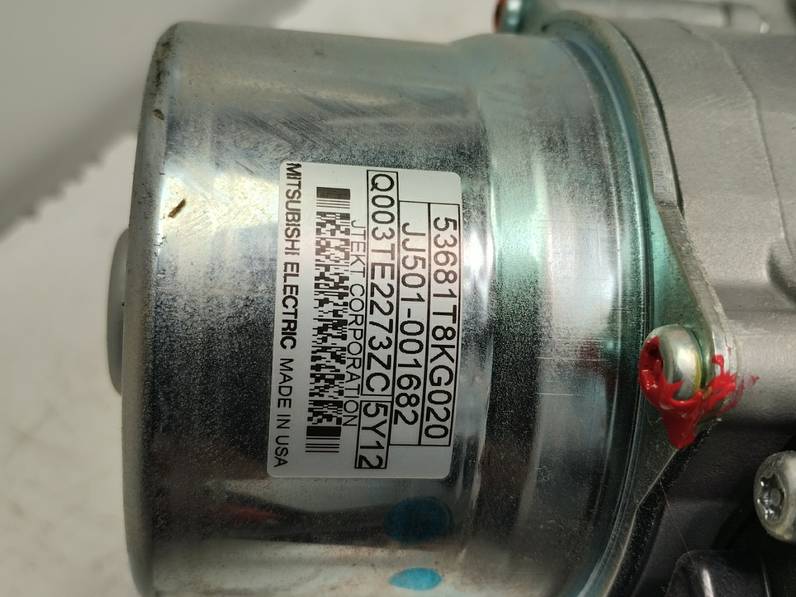 53681T8KG020
JJ501-001682
Q003TE2273ZC 5Y12
JTEKT CORPORATION
MITSUBISHI ELECTRIC MADE IN USA